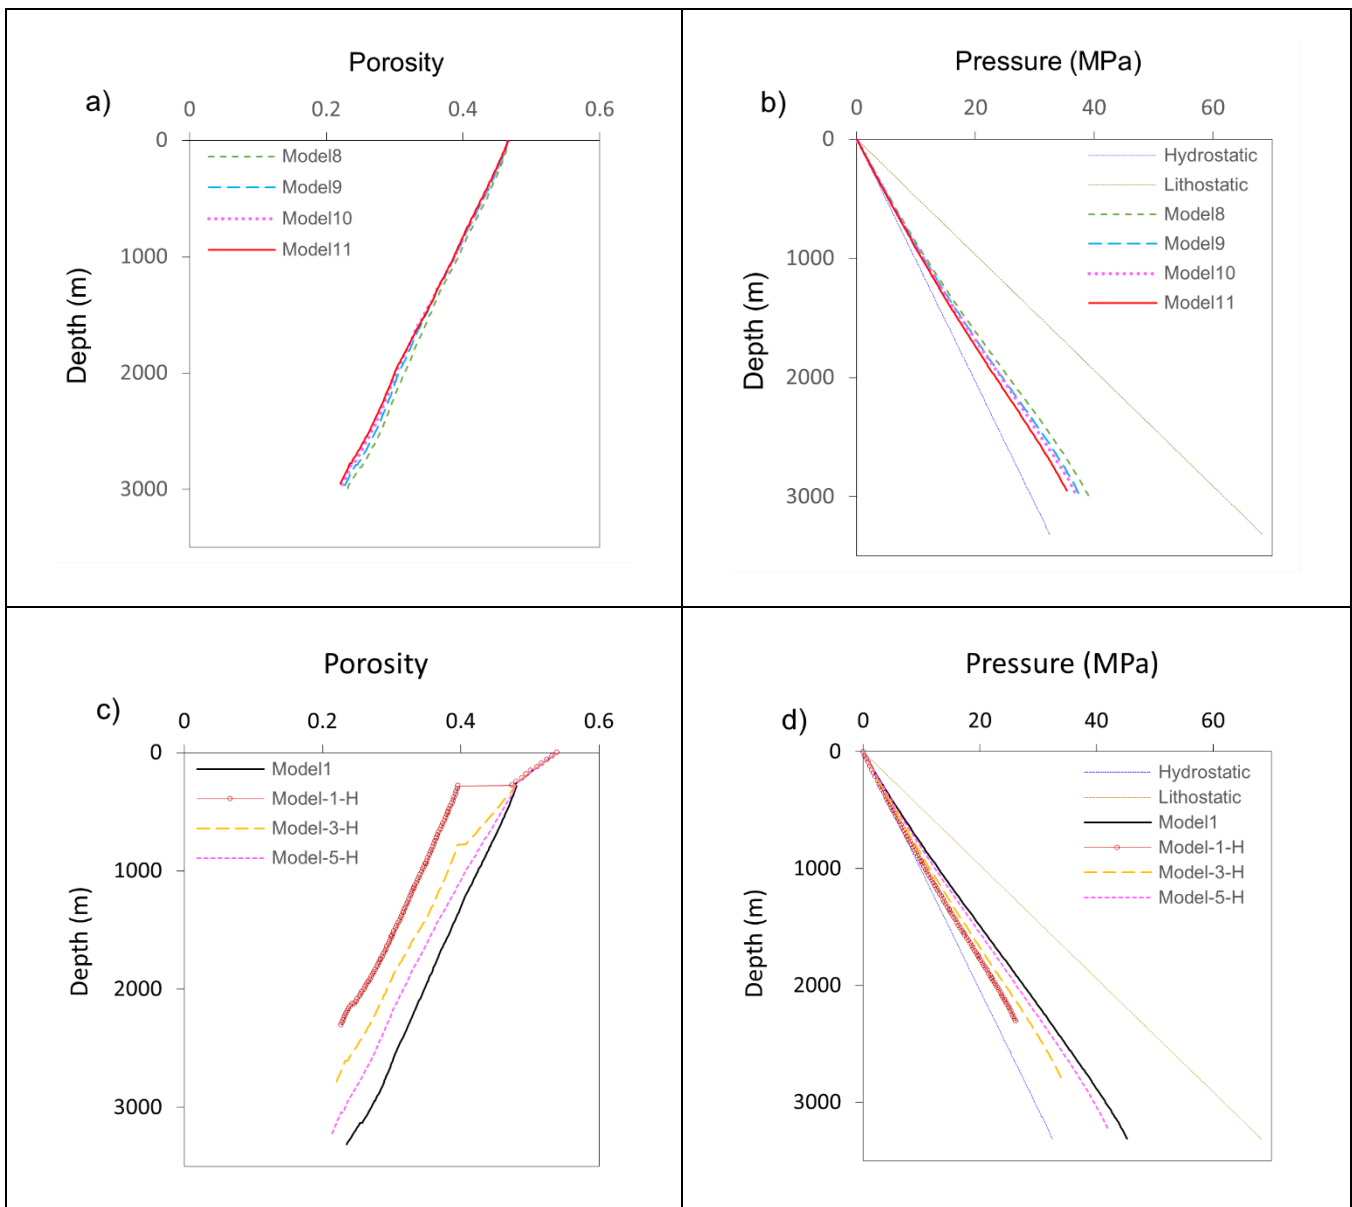 Porosity
a)
0 0.2 0.4 0.6
0
1000
2000
3000
Depth (m)
Model8
Model9
Model10
Model11
Pressure (MPa)
b)
0 20 40 60
0
1000
2000
3000
Depth (m)
Hydrostatic
Lithostatic
Model8
Model9
Model10
Model11
Porosity
c)
0 0.2 0.4 0.6
0
1000
2000
3000
Depth (m)
Model1
Model-1-H
Model-3-H
Model-5-H
Pressure (MPa)
d)
0 20 40 60
0
1000
2000
3000
Depth (m)
Hydrostatic
Lithostatic
Model1
Model-1-H
Model-3-H
Model-5-H